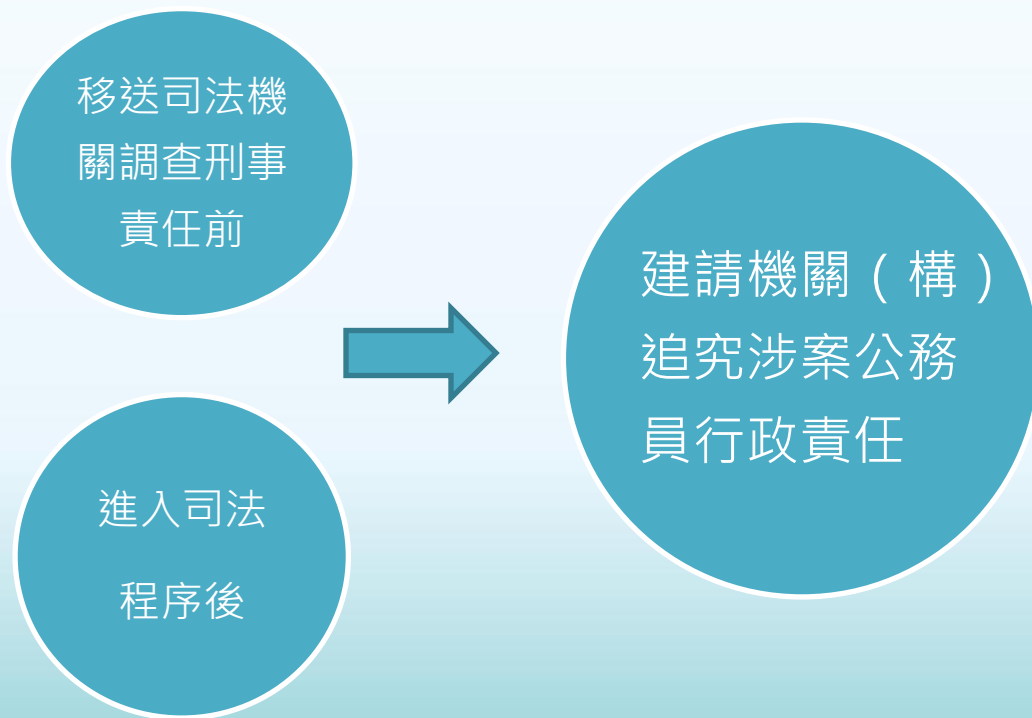 移送司法機
關調查刑事
責任前
進入司法
程序後
建請機關（構）
追究涉案公務
員行政責任